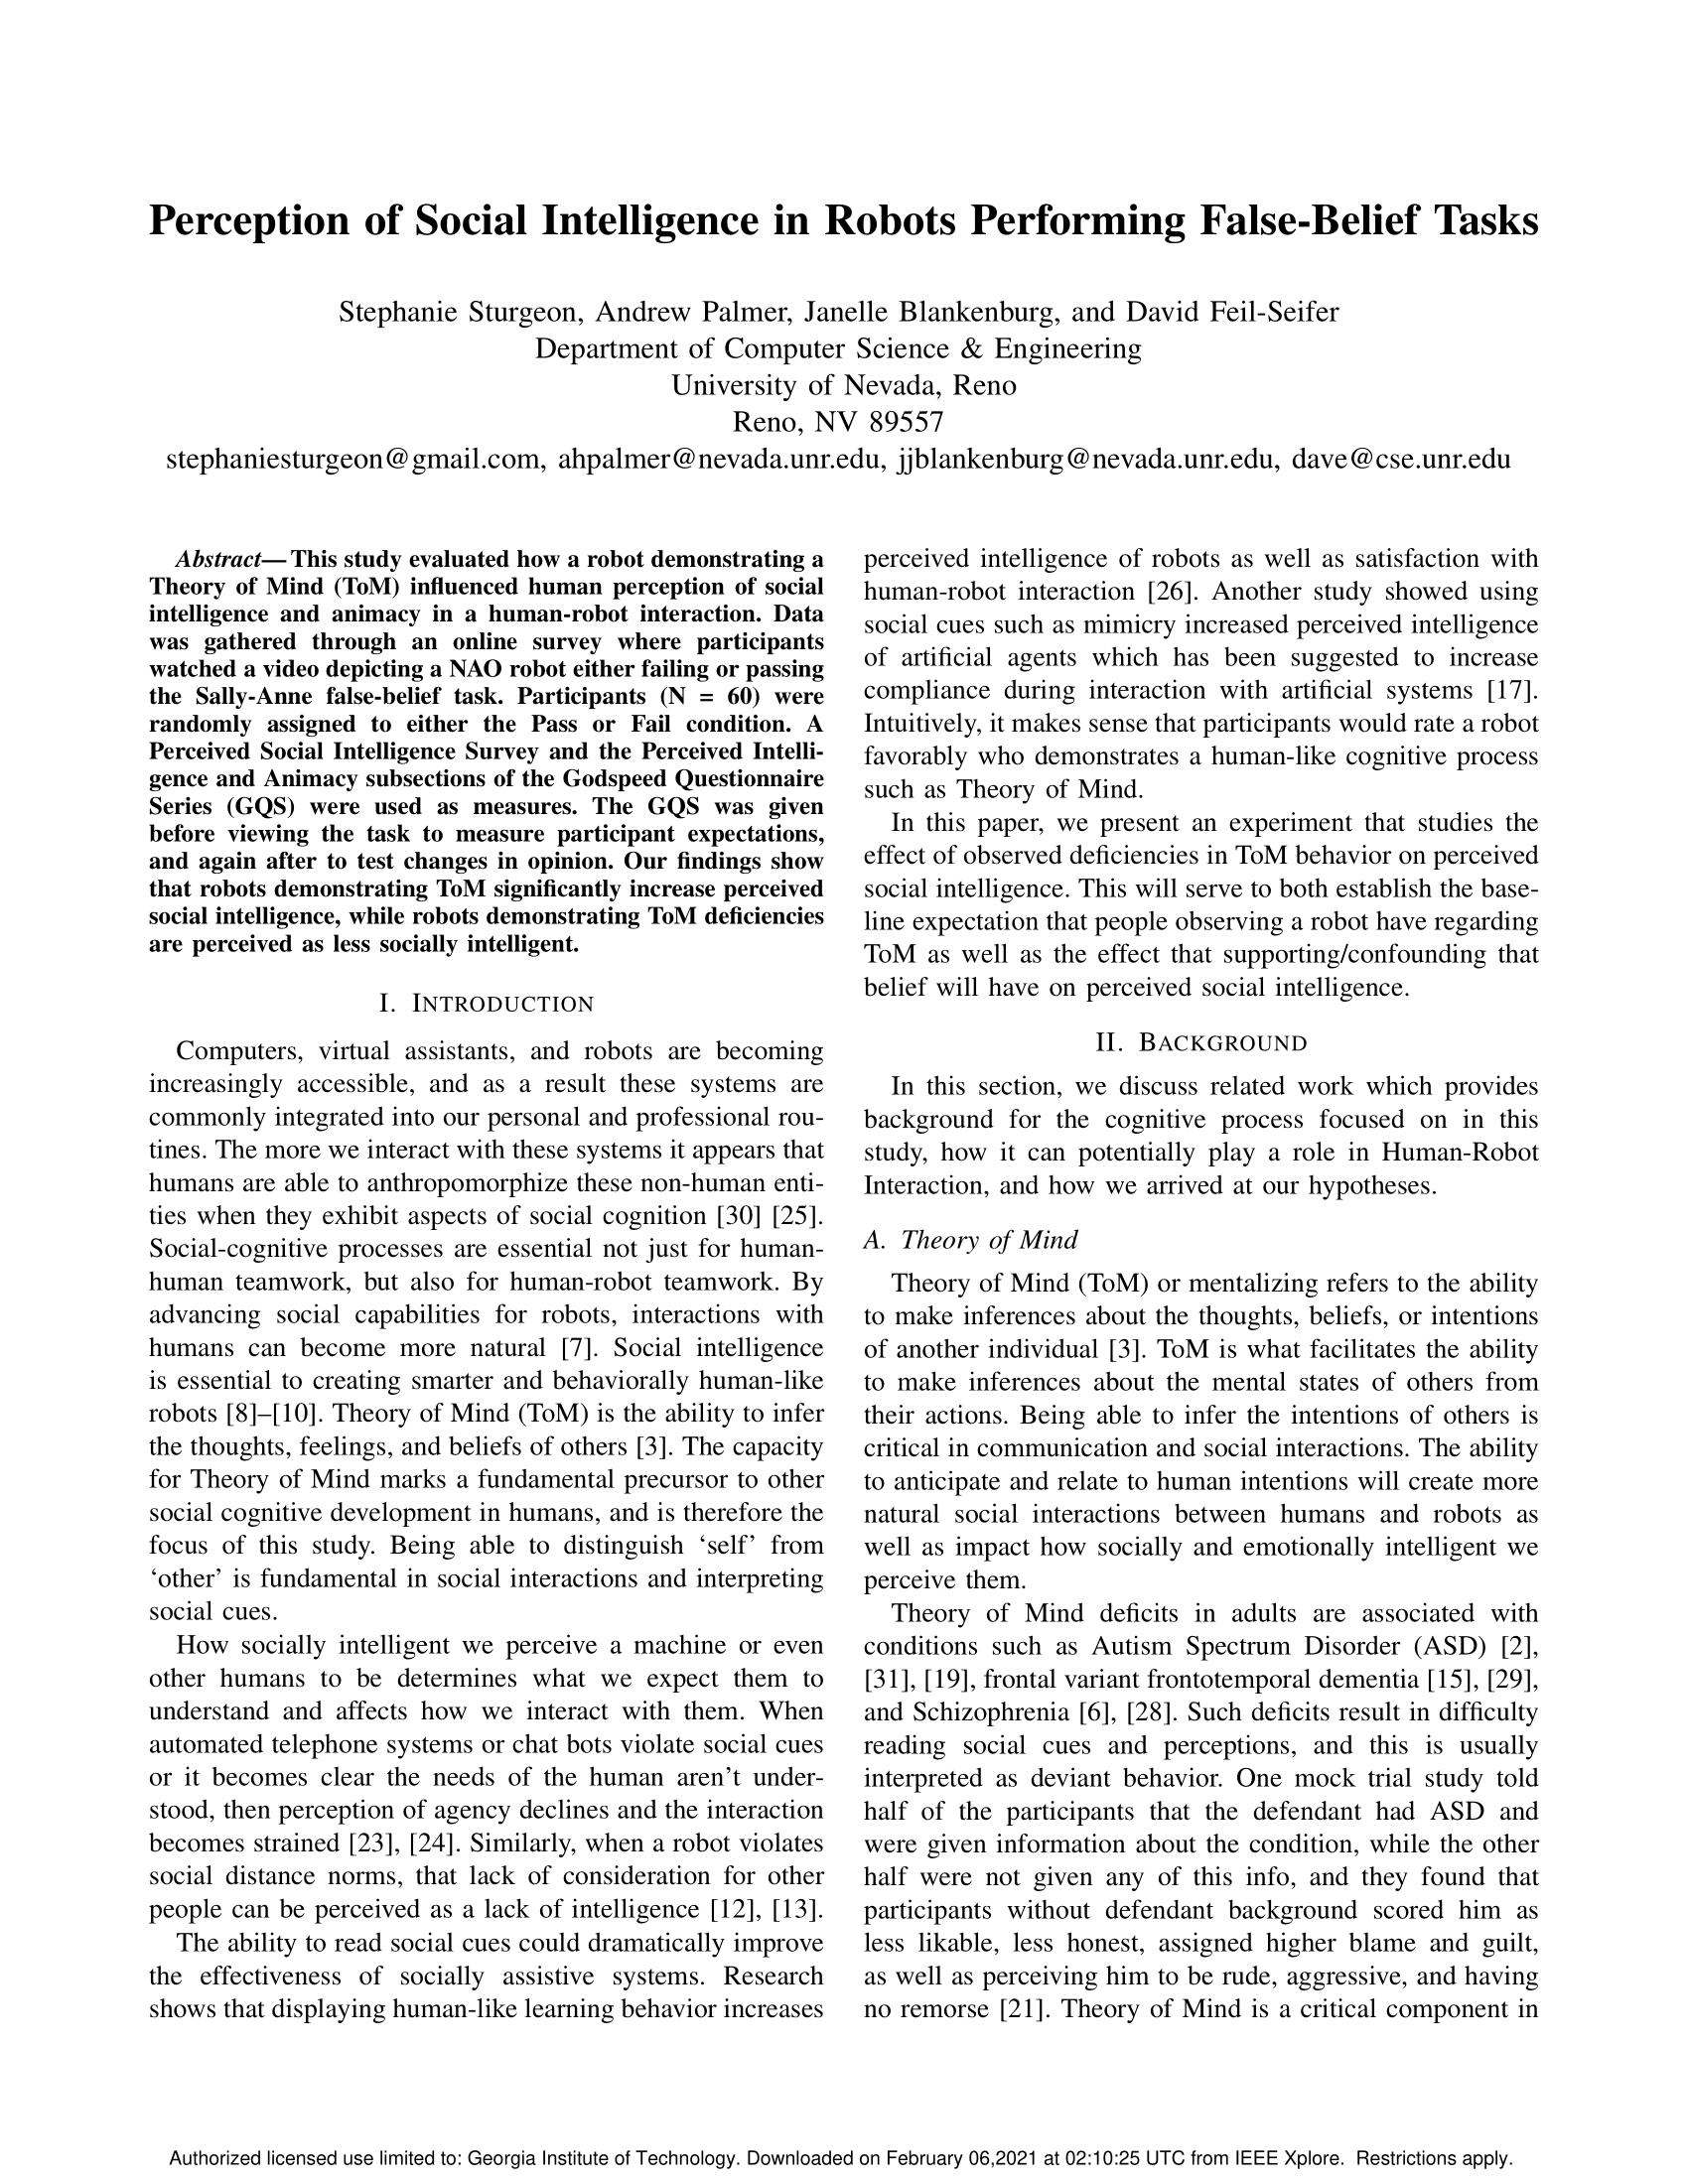 Perception of Social Intelligence in Robots Performing False-Belief Tasks
Stephanie Sturgeon, Andrew Palmer, Janelle Blankenburg, and David Feil-Seifer
Department of Computer Science & Engineering
University of Nevada, Reno
Reno, NV 89557
stephaniesturgeon@gmail.com, ahpalmer@nevada.unr.edu, jjblankenburg@nevada.unr.edu, dave@cse.unr.edu
Abstract—This study evaluated how a robot demonstrating a
Theory of Mind (ToM) influenced human perception of social
intelligence and animacy in a human-robot interaction. Data
was gathered through an online survey where participants
watched a video depicting a NAO robot either failing or passing
the Sally-Anne false-belief task. Participants (N = 60) were
randomly assigned to either the Pass or Fail condition. A
Perceived Social Intelligence Survey and the Perceived Intelli-
gence and Animacy subsections of the Godspeed Questionnaire
Series (GQS) were used as measures. The GQS was given
before viewing the task to measure participant expectations,
and again after to test changes in opinion. Our findings show
that robots demonstrating ToM significantly increase perceived
social intelligence, while robots demonstrating ToM deficiencies
are perceived as less socially intelligent.
I. INTRODUCTION
Computers, virtual assistants, and robots are becoming
increasingly accessible, and as a result these systems are
commonly integrated into our personal and professional rou-
tines. The more we interact with these systems it appears that
humans are able to anthropomorphize these non-human enti-
ties when they exhibit aspects of social cognition [30] [25].
Social-cognitive processes are essential not just for human-
human teamwork, but also for human-robot teamwork. By
advancing social capabilities for robots, interactions with
humans can become more natural [7]. Social intelligence
is essential to creating smarter and behaviorally human-like
robots [8]–[10]. Theory of Mind (ToM) is the ability to infer
the thoughts, feelings, and beliefs of others [3]. The capacity
for Theory of Mind marks a fundamental precursor to other
social cognitive development in humans, and is therefore the
focus of this study. Being able to distinguish ‘self’ from
‘other’ is fundamental in social interactions and interpreting
social cues.
How socially intelligent we perceive a machine or even
other humans to be determines what we expect them to
understand and affects how we interact with them. When
automated telephone systems or chat bots violate social cues
or it becomes clear the needs of the human aren’t under-
stood, then perception of agency declines and the interaction
becomes strained [23], [24]. Similarly, when a robot violates
social distance norms, that lack of consideration for other
people can be perceived as a lack of intelligence [12], [13].
The ability to read social cues could dramatically improve
the effectiveness of socially assistive systems. Research
shows that displaying human-like learning behavior increases
perceived intelligence of robots as well as satisfaction with
human-robot interaction [26]. Another study showed using
social cues such as mimicry increased perceived intelligence
of artificial agents which has been suggested to increase
compliance during interaction with artificial systems [17].
Intuitively, it makes sense that participants would rate a robot
favorably who demonstrates a human-like cognitive process
such as Theory of Mind.
In this paper, we present an experiment that studies the
effect of observed deficiencies in ToM behavior on perceived
social intelligence. This will serve to both establish the base-
line expectation that people observing a robot have regarding
ToM as well as the effect that supporting/confounding that
belief will have on perceived social intelligence.
II. BACKGROUND
In this section, we discuss related work which provides
background for the cognitive process focused on in this
study, how it can potentially play a role in Human-Robot
Interaction, and how we arrived at our hypotheses.
A. Theory of Mind
Theory of Mind (ToM) or mentalizing refers to the ability
to make inferences about the thoughts, beliefs, or intentions
of another individual [3]. ToM is what facilitates the ability
to make inferences about the mental states of others from
their actions. Being able to infer the intentions of others is
critical in communication and social interactions. The ability
to anticipate and relate to human intentions will create more
natural social interactions between humans and robots as
well as impact how socially and emotionally intelligent we
perceive them.
Theory of Mind deficits in adults are associated with
conditions such as Autism Spectrum Disorder (ASD) [2],
[31], [19], frontal variant frontotemporal dementia [15], [29],
and Schizophrenia [6], [28]. Such deficits result in difficulty
reading social cues and perceptions, and this is usually
interpreted as deviant behavior. One mock trial study told
half of the participants that the defendant had ASD and
were given information about the condition, while the other
half were not given any of this info, and they found that
participants without defendant background scored him as
less likable, less honest, assigned higher blame and guilt,
as well as perceiving him to be rude, aggressive, and having
no remorse [21]. Theory of Mind is a critical component in
Authorized licensed use limited to: Georgia Institute of Technology. Downloaded on February 06,2021 at 02:10:25 UTC from IEEE Xplore. Restrictions apply.